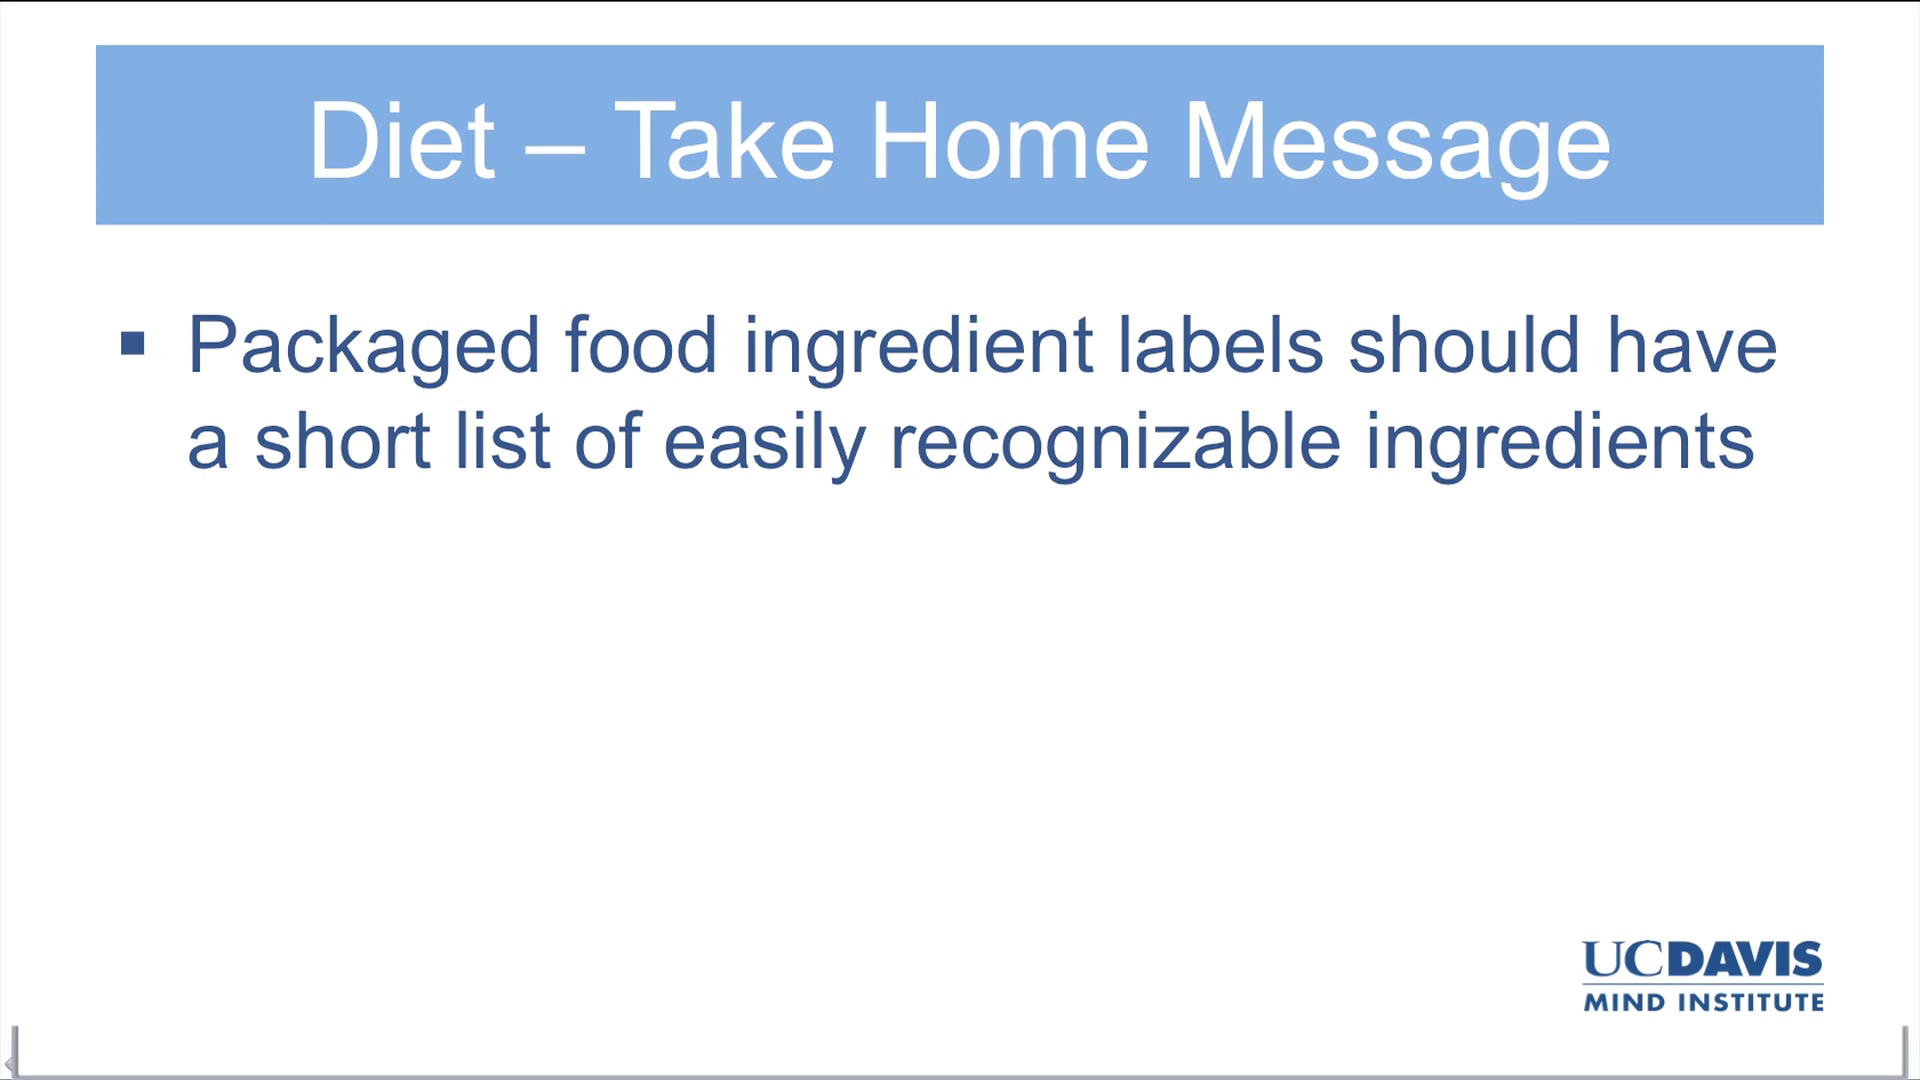 Diet – Take Home Message
▪ Packaged food ingredient labels should have
a short list of easily recognizable ingredients
UCDAVIS
MIND INSTITUTE